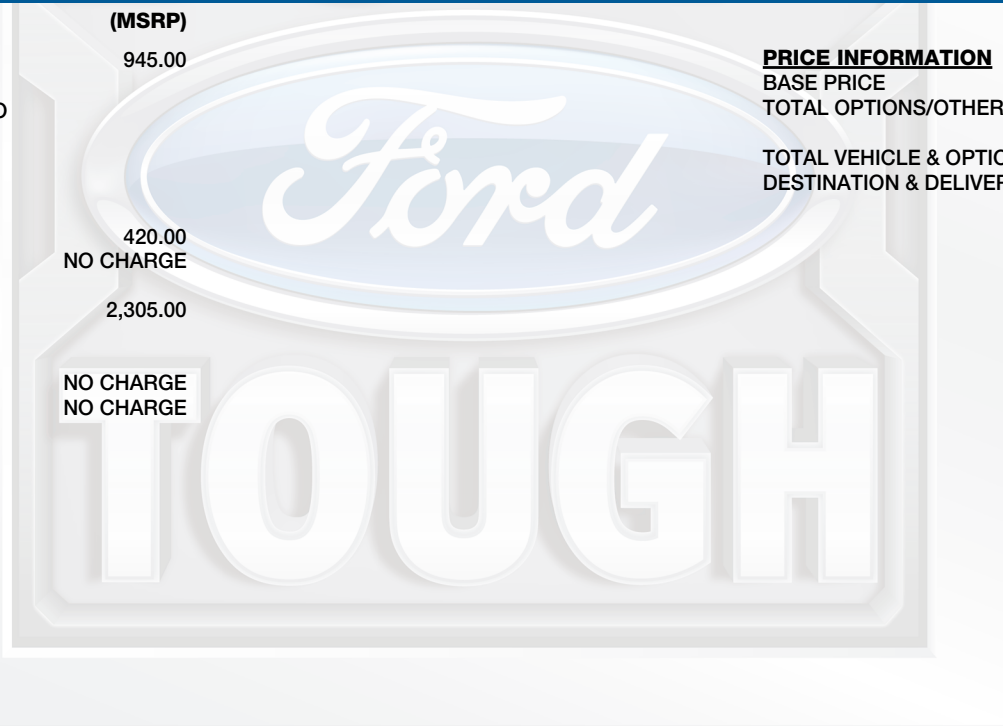 (MSRP)
945.00
420.00
NO CHARGE
2,305.00
NO CHARGE
NO CHARGE
PRICE INFORMATION
BASE PRICE
TOTAL OPTIONS/OTHER
TOTAL VEHICLE & OPTIO
DESTINATION & DELIVER
Ford
TOUGH